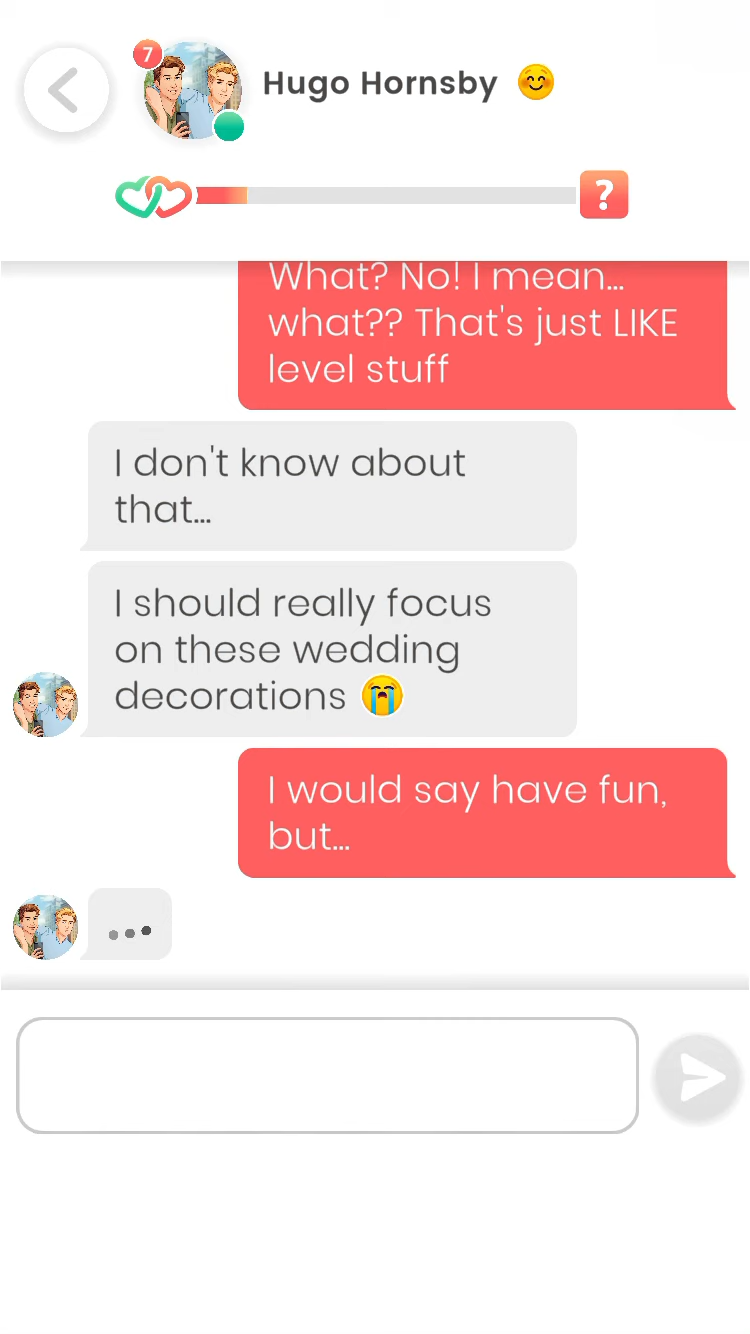 7
Hugo Hornsby 😊
?
What? No! I mean...
what?? That's just LIKE
level stuff
I don't know about
that...
I should really focus
on these wedding
decorations 😭
I would say have fun,
but...